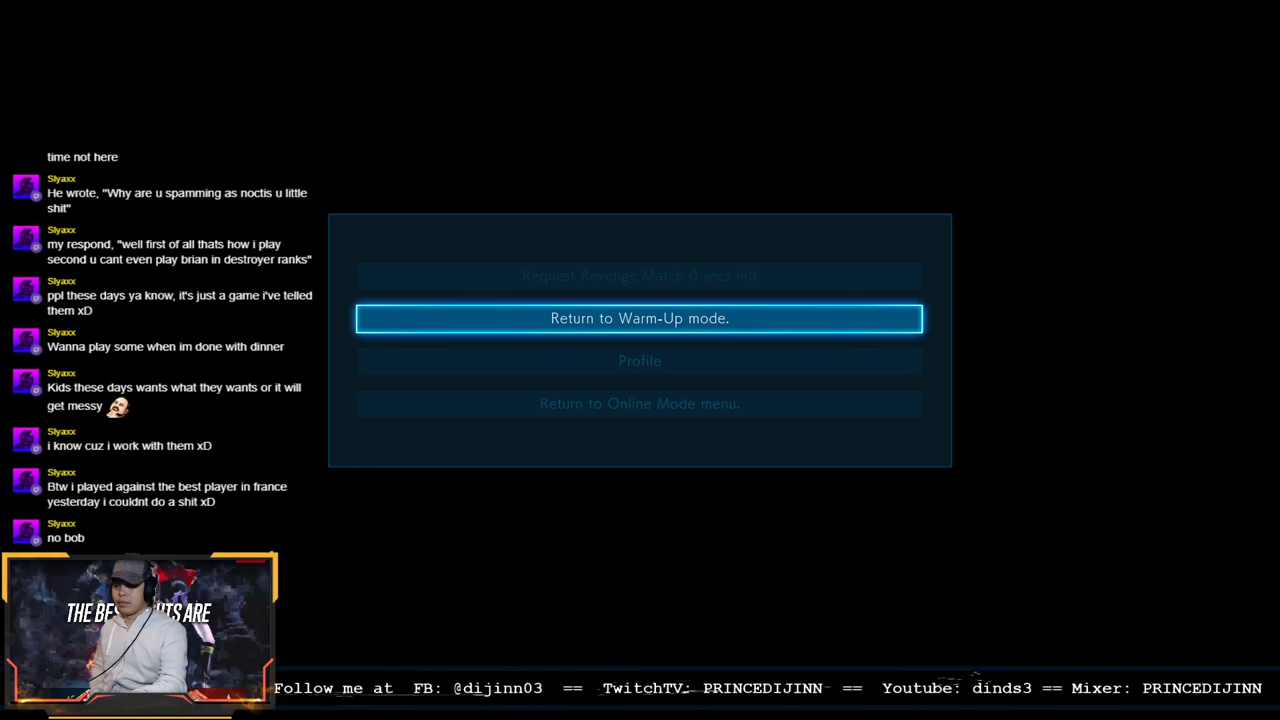 time not here
Slyaxx
He wrote, "Why are u spamming as noctis u little
shit"
Slyaxx
my respond, "well first of all thats how i play
second u cant even play brian in destroyer ranks"
Slyaxx
ppl these days ya know, it's just a game i've told
them xD
Slyaxx
Wanna play some when im done with dinner
Slyaxx
Kids these days wants what they wants or it will
get messy
Slyaxx
i know cuz i work with them xD
Slyaxx
Btw i played against the best player in france
yesterday i couldnt do a shit xD
Slyaxx
no bob
Request Revenge Match 0 secs left
Return to Warm-Up mode.
Profile
Return to Online Mode menu.
THE BES HTS ARE
Follow me at FB: @dijinn03 == TwitchTV: PRINCEDIJINN == Youtube: dinds3 == Mixer: PRINCEDIJINN